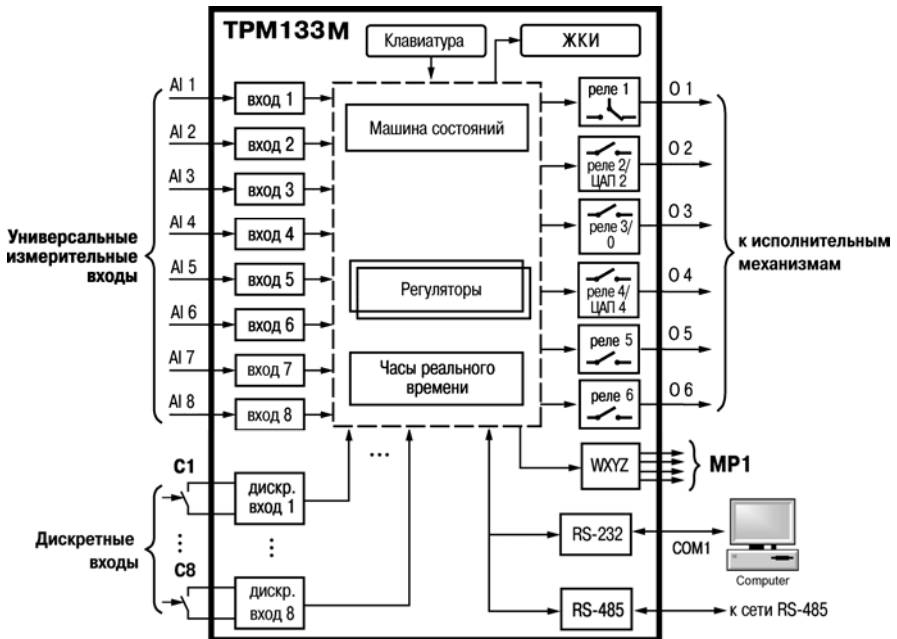 ТРМ133М
Клавиатура
ЖКИ
Универсальные
измерительные
входы
AI 1
вход 1
AI 2
вход 2
AI 3
вход 3
AI 4
вход 4
AI 5
вход 5
AI 6
вход 6
AI 7
вход 7
AI 8
вход 8
Машина состояний
Регуляторы
Часы реального
времени
реле 1
O 1
реле 2/
ЦАП 2
O 2
реле 3/
0
O 3
реле 4/
ЦАП 4
O 4
реле 5
O 5
реле 6
O 6
к исполнительным
механизмам
WXYZ
МР1
Дискретные
входы
C1
дискр.
вход 1
...
⋮
⋮
C8
дискр.
вход 8
RS-232
COM1
Computer
RS-485
к сети RS-485